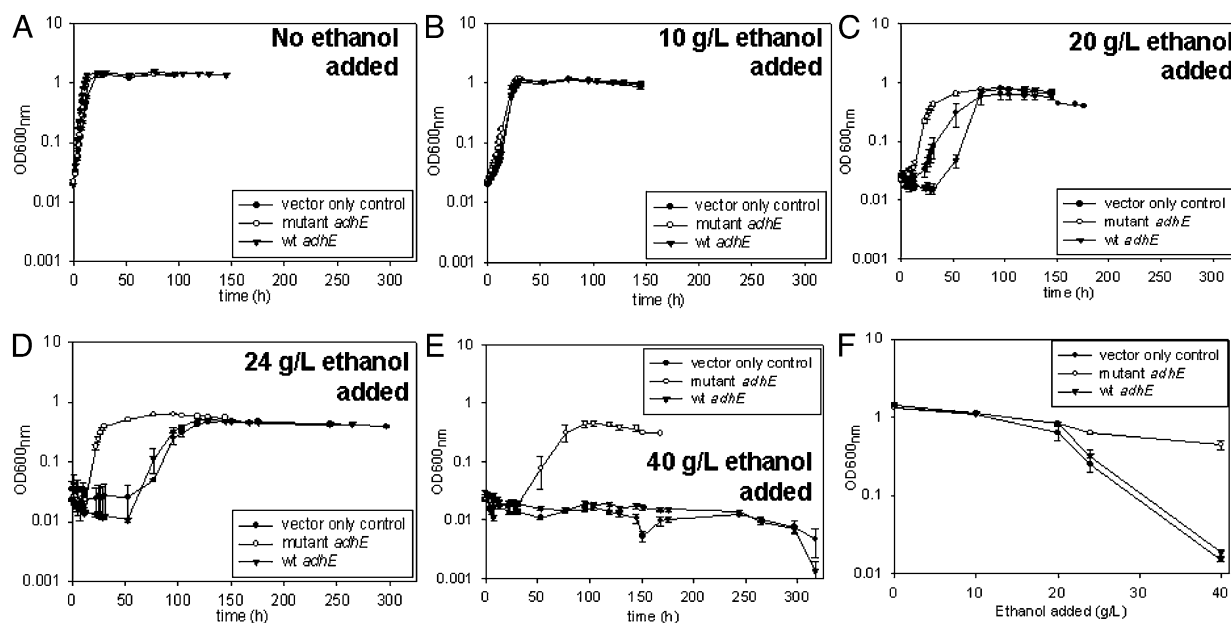 A
No ethanol
added
OD600nm
10
1
0.1
0.01
0.001
0 50 100 150 200 250 300
time (h)
vector only control
mutant adhE
wt adhE
B
10 g/L ethanol
added
OD600nm
10
1
0.1
0.01
0.001
0 50 100 150 200 250 300
time (h)
vector only control
mutant adhE
wt adhE
C
20 g/L ethanol
added
OD600nm
10
1
0.1
0.01
0.001
0 50 100 150 200 250 300
time (h)
vector only control
mutant adhE
wt adhE
D
24 g/L ethanol
added
OD600nm
10
1
0.1
0.01
0.001
0 50 100 150 200 250 300
time (h)
vector only control
mutant adhE
wt adhE
E
vector only control
mutant adhE
wt adhE
40 g/L ethanol
added
OD600nm
10
1
0.1
0.01
0.001
0 50 100 150 200 250 300
time (h)
F
vector only control
mutant adhE
wt adhE
OD600nm
10
1
0.1
0.01
0 10 20 30 40
Ethanol added (g/L)